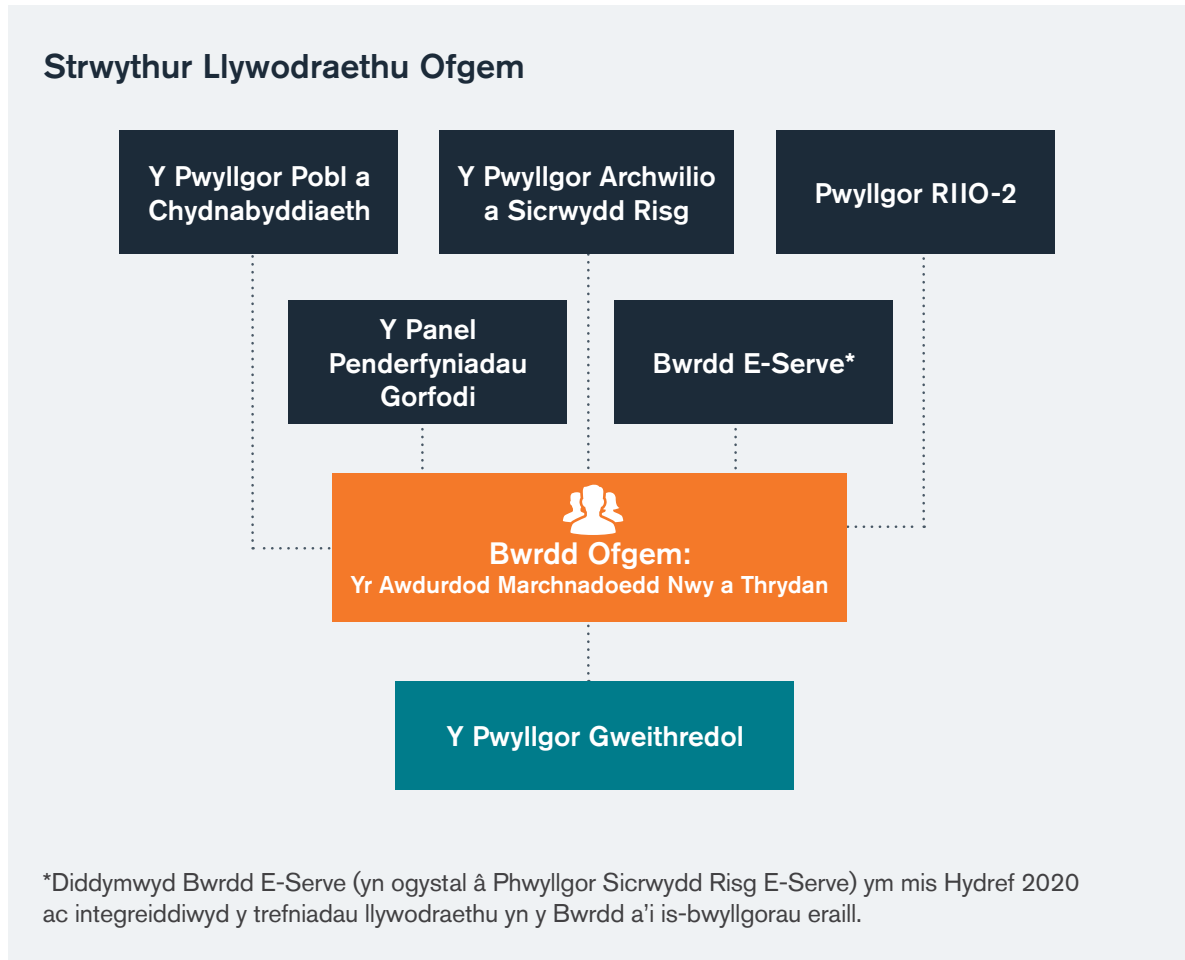 Strwythur Llywodraethu Ofgem
Y Pwyllgor Pobl a
Chydnabyddiaeth
Y Pwyllgor Archwilio
a Sicrwydd Risg
Pwyllgor RIIO-2
Y Panel
Penderfyniadau
Gorfodi
Bwrdd E-Serve*
Bwrdd Ofgem:
Yr Awdurdod Marchnadoedd Nwy a Thrydan
Y Pwyllgor Gweithredol
*Diddymwyd Bwrdd E-Serve (yn ogystal â Phwyllgor Sicrwydd Risg E-Serve) ym mis Hydref 2020
ac integreiddiwyd y trefniadau llywodraethu yn y Bwrdd a'i is-bwyllgorau eraill.